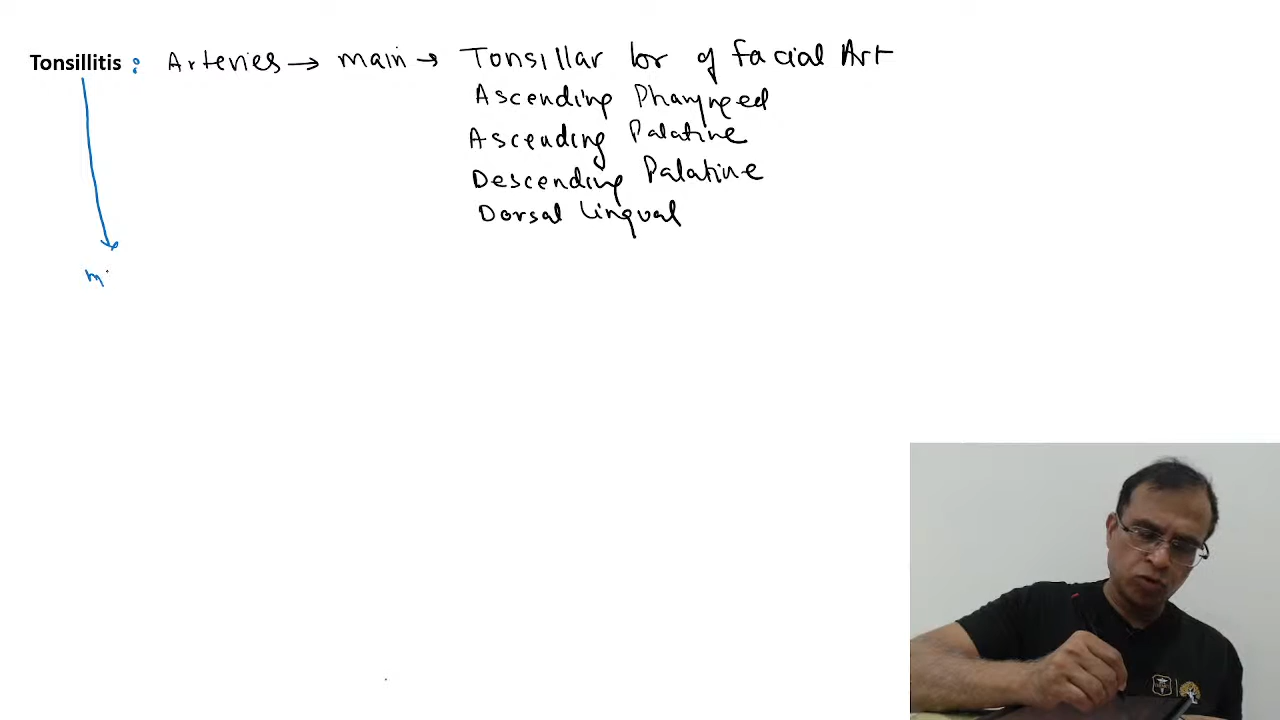 Tonsillitis : Arteries → main → Tonsillar br of facial Art
Ascending Pharyngeal
Ascending Palatine
Descending Palatine
Dorsal lingual